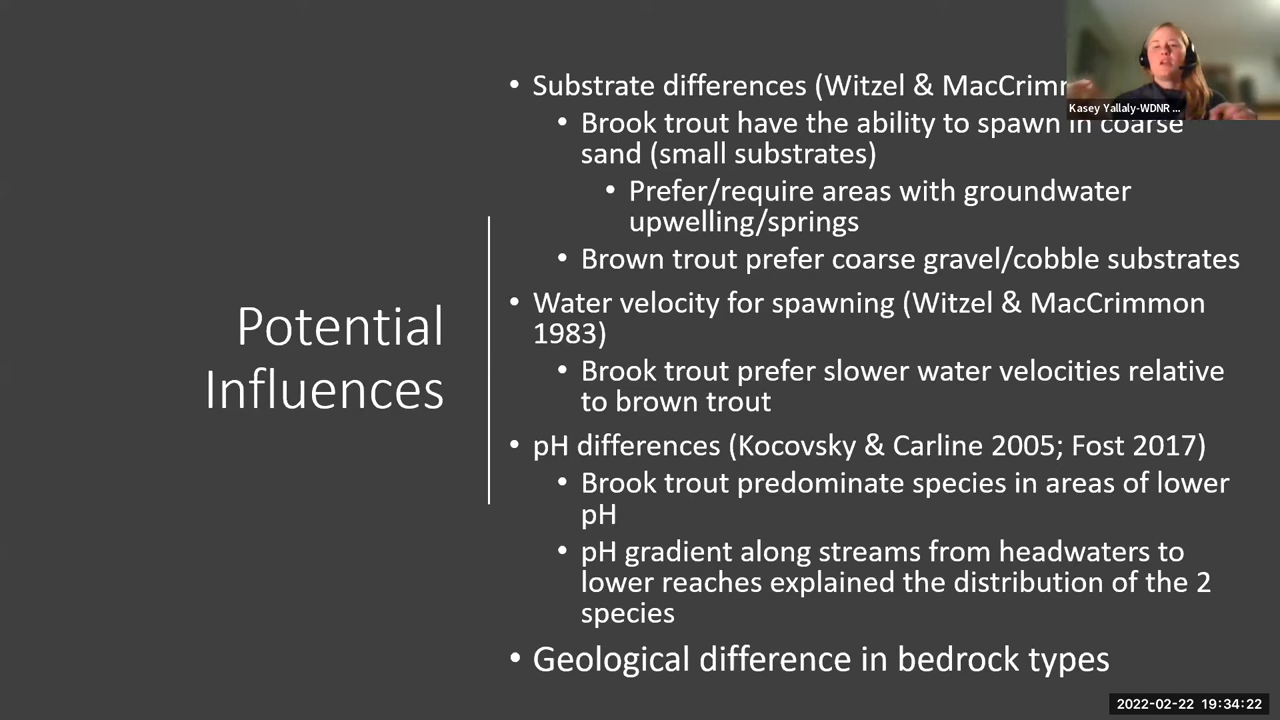 Potential
Influences
• Substrate differences (Witzel &
• Brook trout have the ability to spawn in coarse
sand (small substrates)
• Prefer/require areas with groundwater
upwelling/springs
• Brown trout prefer coarse gravel/cobble substrates
• Water velocity for spawning (Witzel & MacCrimmon
1983)
• Brook trout prefer slower water velocities relative
to brown trout
• pH differences (Kocovsky & Carline 2005; Fost 2017)
• Brook trout predominate species in areas of lower
pH
• pH gradient along streams from headwaters to
lower reaches explained the distribution of the 2
species
• Geological difference in bedrock types
Kasey Yallaly-WDNR ...
2022-02-22 19:34:22